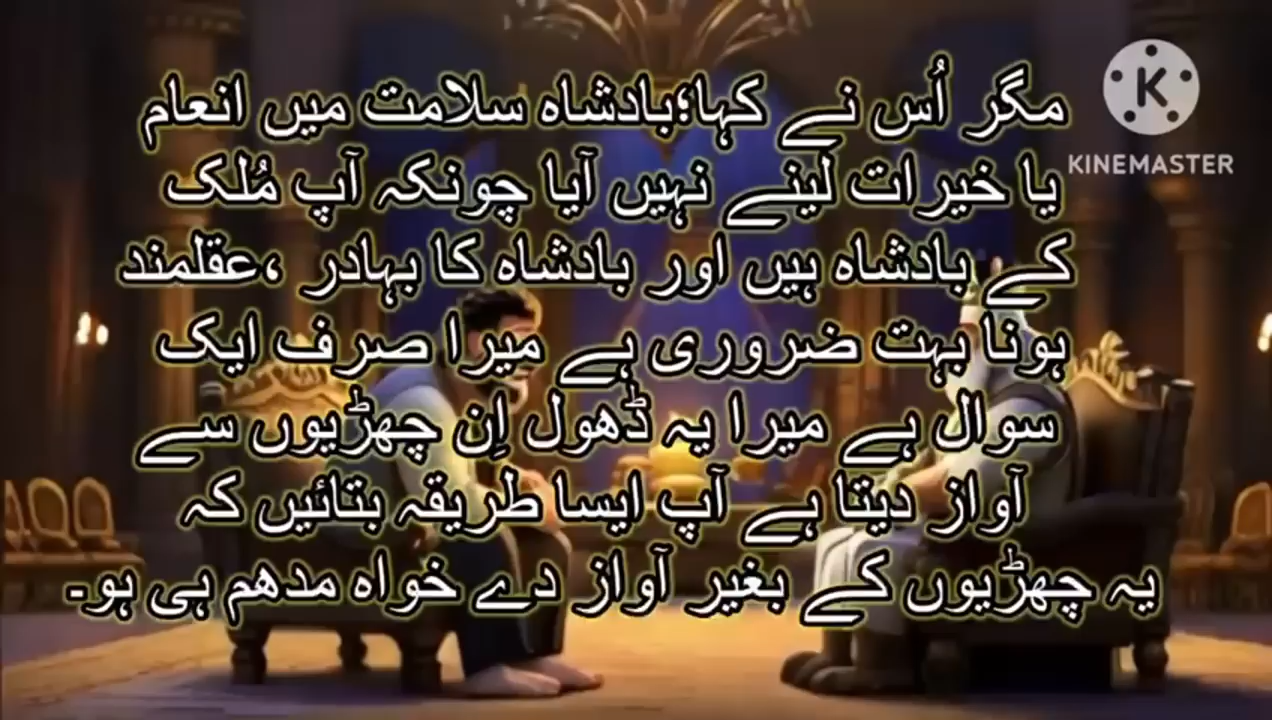 مگر اُس نے کہا؛بادشاہ سلامت میں انعام
یا خیرات لینے نہیں آیا چونکہ آپ مُلک
کے بادشاہ ہیں اور بادشاہ کا بہادر ،عقلمند
ہونا بہت ضروری ہے میرا صرف ایک
سوال ہے میرا یہ ڈھول اِن چھڑیوں سے
آواز دیتا ہے آپ ایسا طریقہ بتائیں کہ
یہ چھڑیوں کے بغیر آواز دے خواہ مدھم ہی ہو۔
K
KINEMASTER